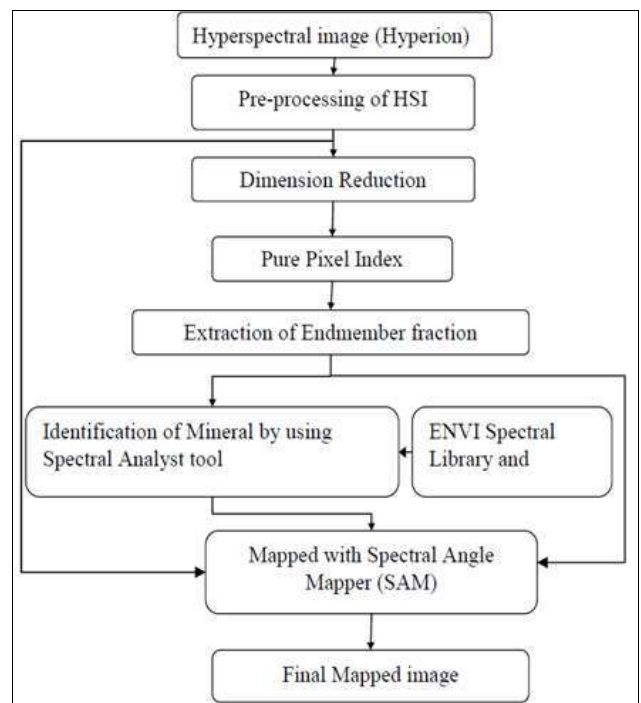 Hyperspectral image (Hyperion)
Pre-processing of HSI
Dimension Reduction
Pure Pixel Index
Extraction of Endmember fraction
Identification of Mineral by using
Spectral Analyst tool
ENVI Spectral
Library and
Mapped with Spectral Angle
Mapper (SAM)
Final Mapped image